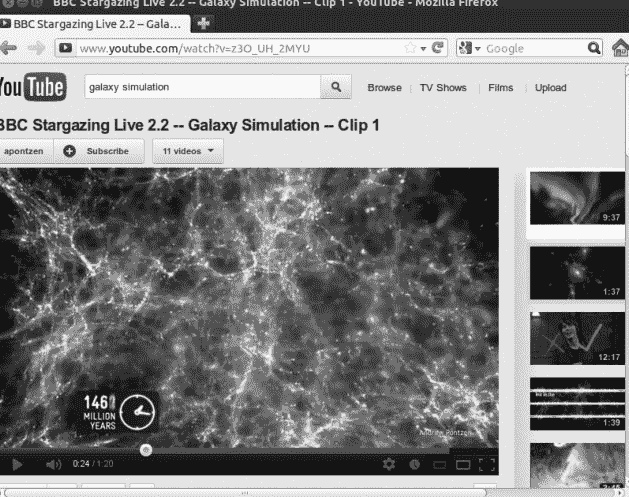 BBC Stargazing Live 2.2 -- Galaxy Simulation -- Clip 1 - YouTube - Mozilla Firefox
BBC Stargazing Live 2.2 -- Gala...
www.youtube.com/watch?v=z3O_UH_2MYU
Google
YouTube
galaxy simulation
Browse
TV Shows
Films
Upload
BBC Stargazing Live 2.2 -- Galaxy Simulation -- Clip 1
apontzen
Subscribe
11 videos
9:37
1:37
12:17
1:39
MILLION
YEARS
Andrew Pontzen
0:24 / 1:20